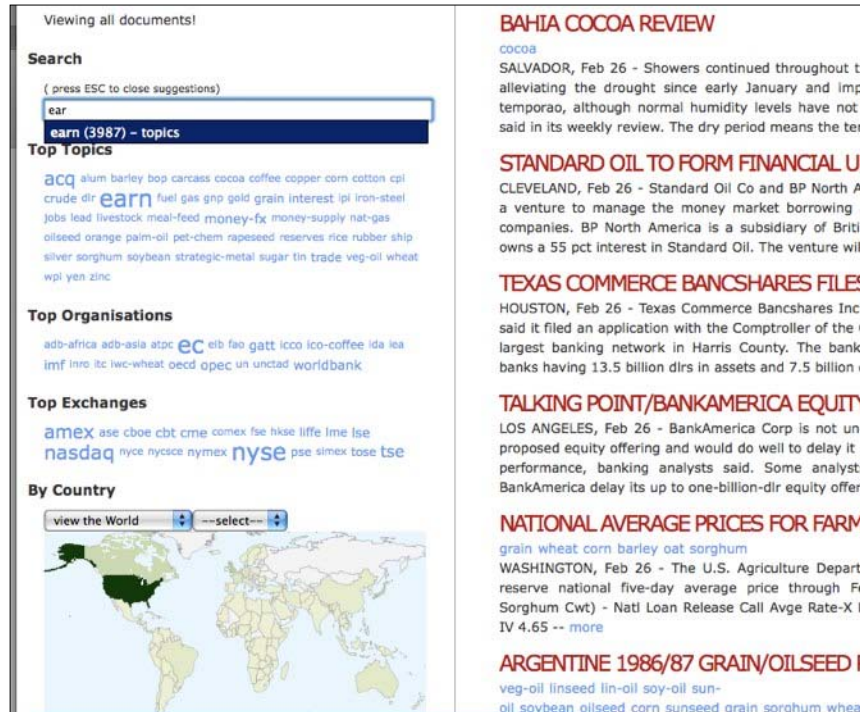 Viewing all documents!
Search
( press ESC to close suggestions)
ear
earn (3987) – topics
Top Topics
acq alum barley bop carcass cocoa coffee copper corn cotton cpi
crude dlr earn fuel gas gnp gold grain interest ipi iron-steel
jobs lead livestock meal-feed money-fx money-supply nat-gas
oilseed orange palm-oil pet-chem rapeseed reserves rice rubber ship
silver sorghum soybean strategic-metal sugar tin trade veg-oil wheat
wpi yen zinc
Top Organisations
adb-africa adb-asia atpc ec eib fao gatt icco ico-coffee ida iea
imf inro itc iwc-wheat oecd opec un unctad worldbank
Top Exchanges
amex ase cboe cbt cme comex fse hkse liffe lme lse
nasdaq nyce nycsce nymex nyse pse simex tose tse
By Country
view the World --select--
BAHIA COCOA REVIEW
cocoa
SALVADOR, Feb 26 - Showers continued throughout t
alleviating the drought since early January and imp
temporao, although normal humidity levels have not
said in its weekly review. The dry period means the te
STANDARD OIL TO FORM FINANCIAL U
CLEVELAND, Feb 26 - Standard Oil Co and BP North A
a venture to manage the money market borrowing
companies. BP North America is a subsidiary of Briti
owns a 55 pct interest in Standard Oil. The venture wil
TEXAS COMMERCE BANCSHARES FILES
HOUSTON, Feb 26 - Texas Commerce Bancshares Inc
said it filed an application with the Comptroller of the
largest banking network in Harris County. The bank
banks having 13.5 billion dlrs in assets and 7.5 billion
TALKING POINT/BANKAMERICA EQUITY
LOS ANGELES, Feb 26 - BankAmerica Corp is not un
proposed equity offering and would do well to delay it
performance, banking analysts said. Some analyst
BankAmerica delay its up to one-billion-dlr equity offer
NATIONAL AVERAGE PRICES FOR FARM
grain wheat corn barley oat sorghum
WASHINGTON, Feb 26 - The U.S. Agriculture Depart
reserve national five-day average price through Fe
Sorghum Cwt) - Natl Loan Release Call Avge Rate-X
IV 4.65 -- more
ARGENTINE 1986/87 GRAIN/OILSEED
veg-oil linseed lin-oil soy-oil sun-
oil soybean oilseed corn sunseed grain sorghum whea